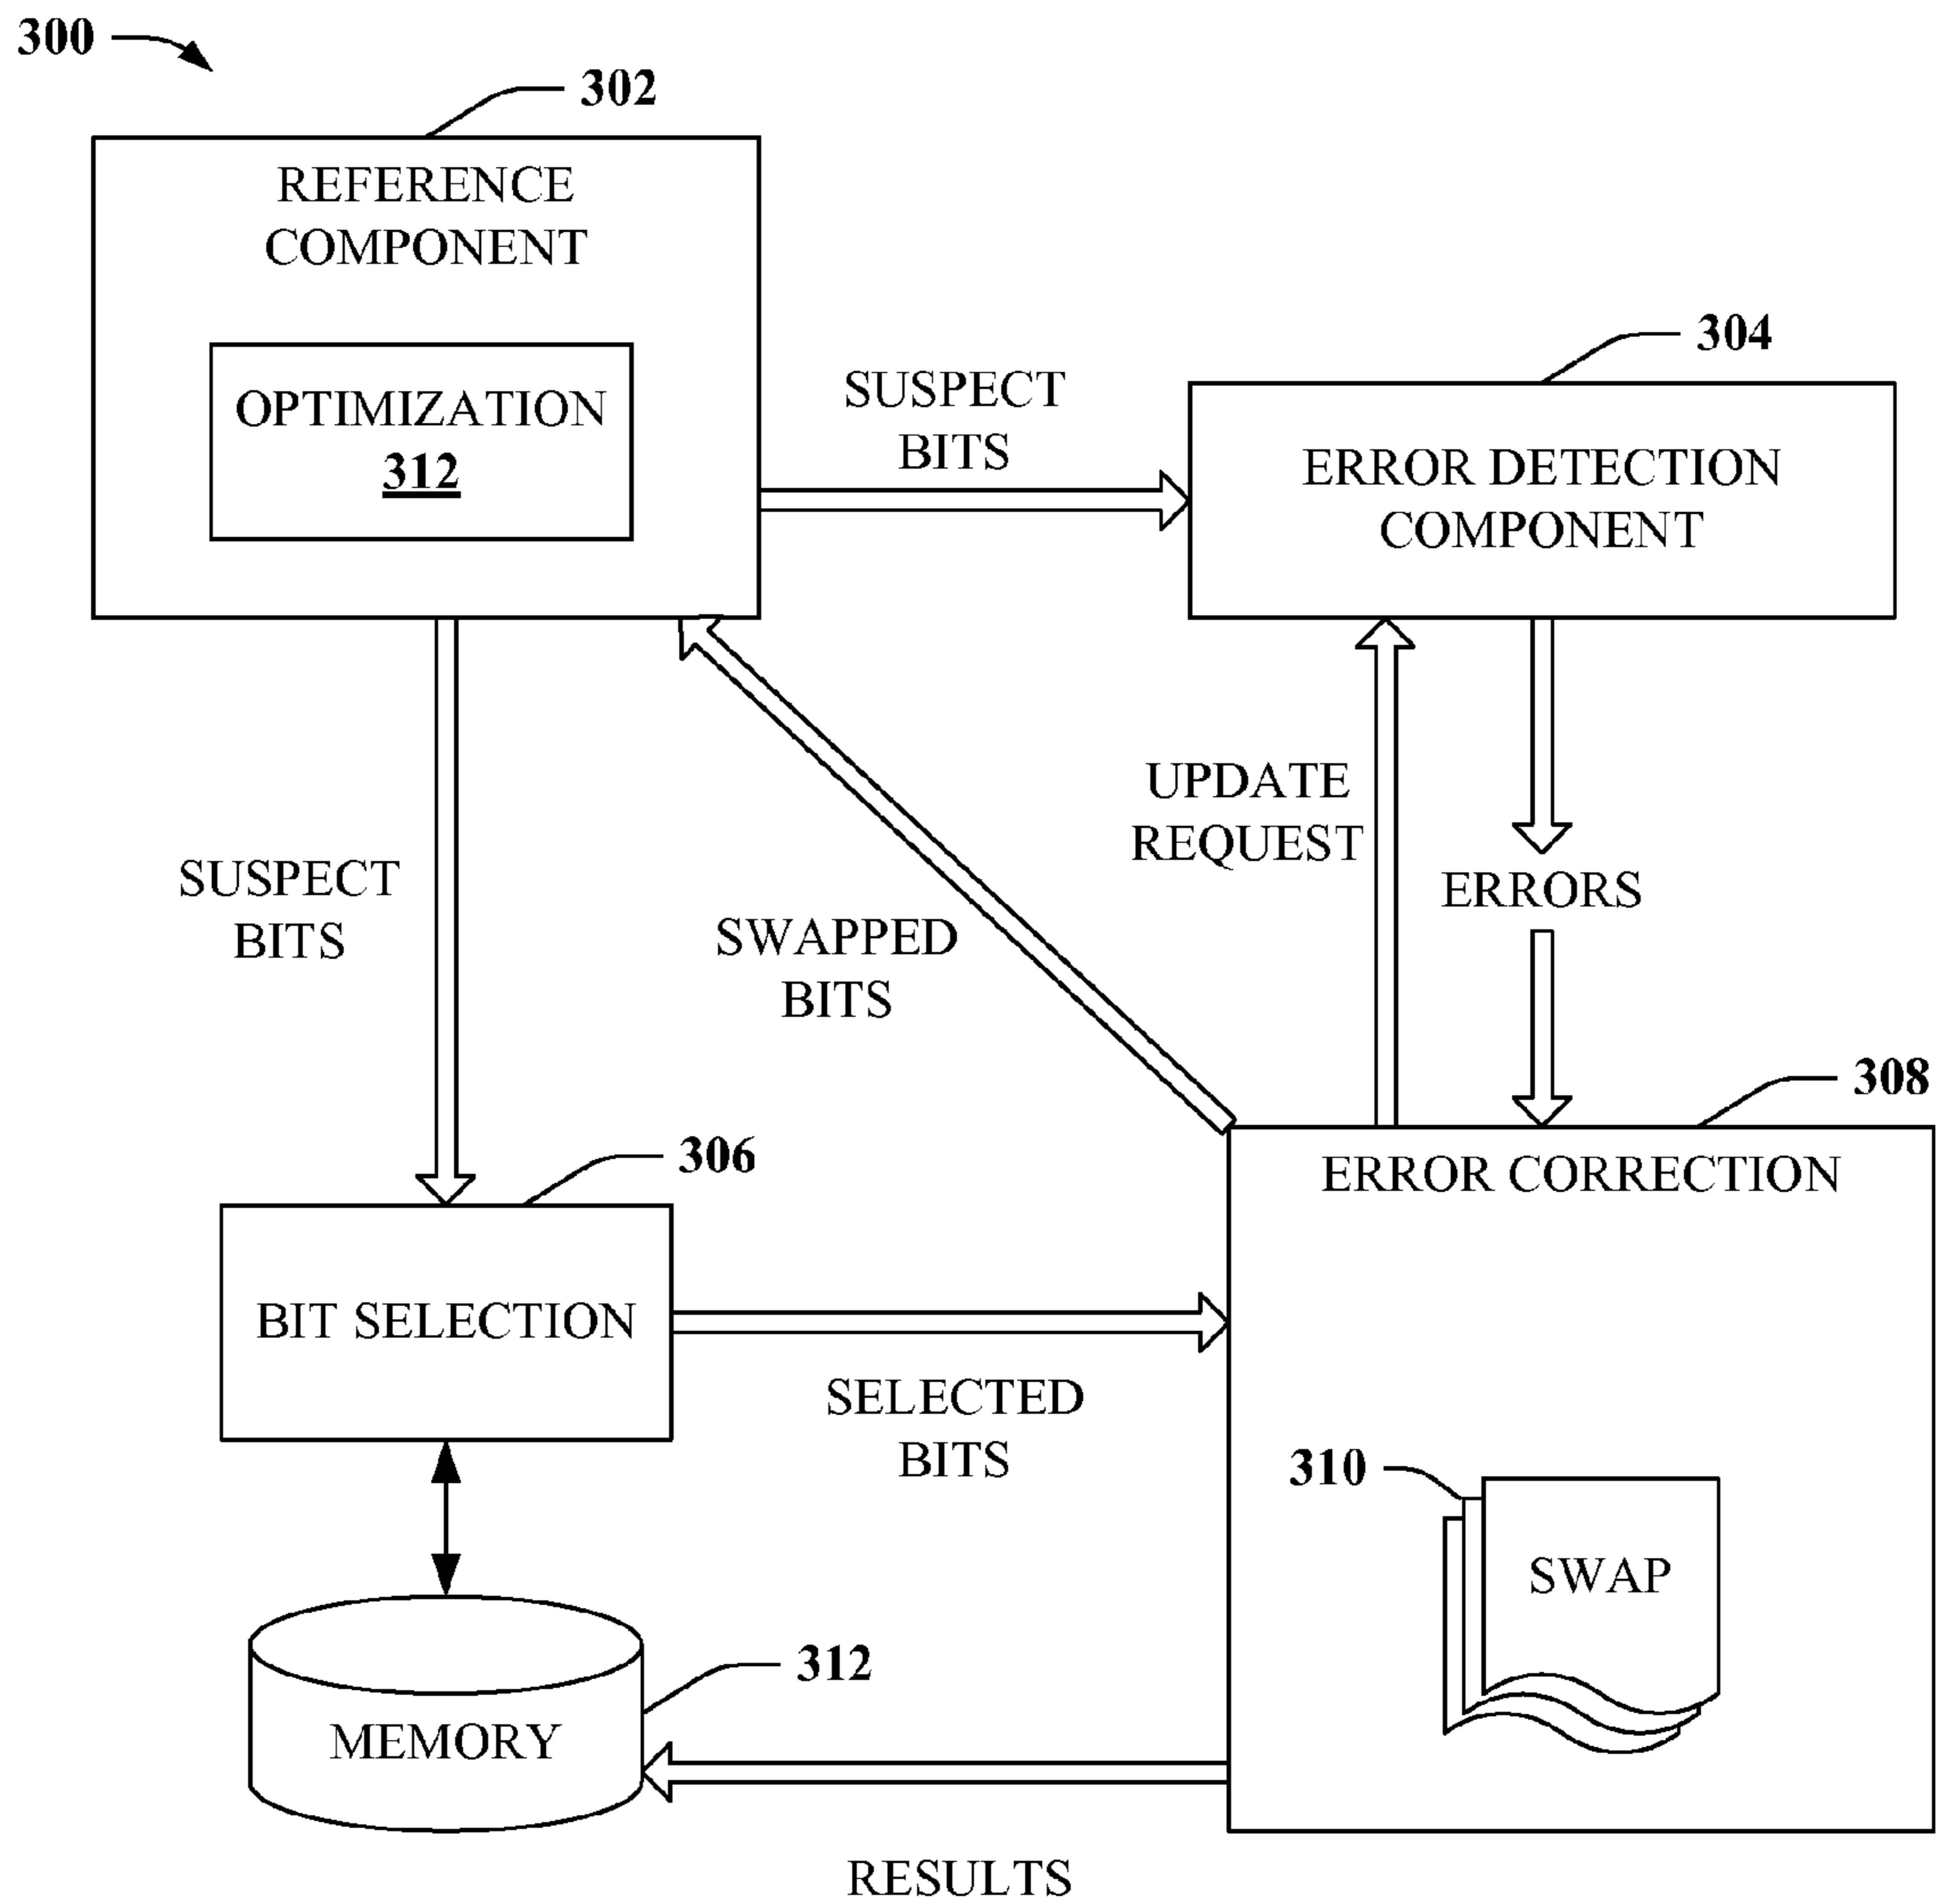 300
302
REFERENCE
COMPONENT
OPTIMIZATION
312
SUSPECT
BITS
304
ERROR DETECTION
COMPONENT
UPDATE
REQUEST
ERRORS
SUSPECT
BITS
SWAPPED
BITS
308
ERROR CORRECTION
306
BIT SELECTION
SELECTED
BITS
310
SWAP
312
MEMORY
RESULTS